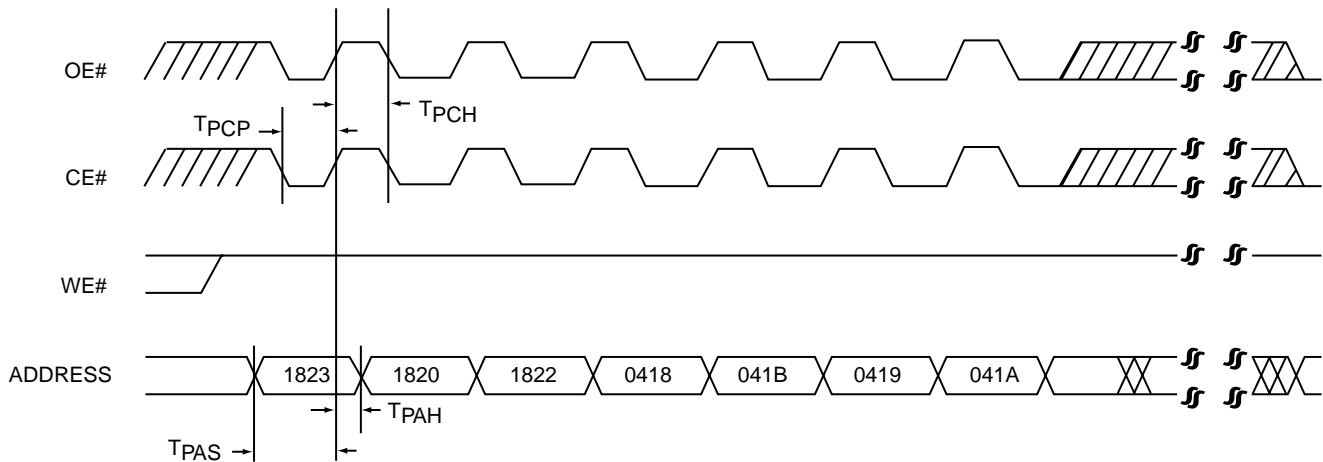 OE#
TPCH
TPCP
CE#
WE#
ADDRESS 1823 1820 1822 0418 041B 0419 041A
TPAH
TPAS